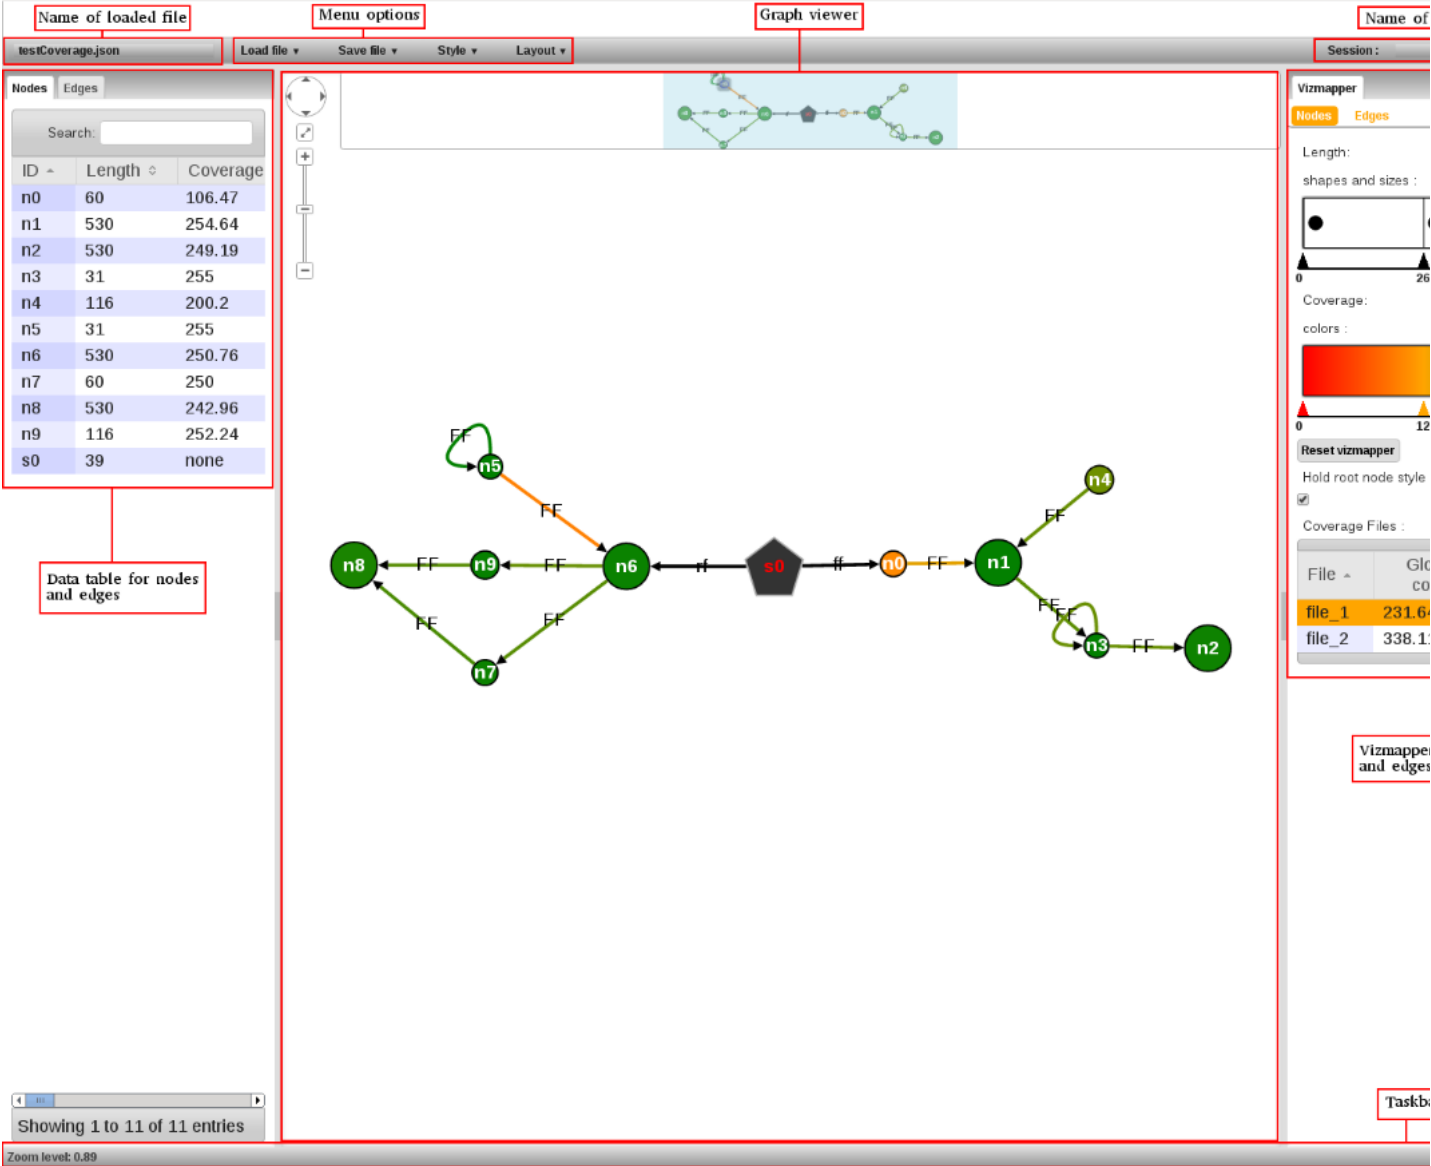 Name of loaded file
Menu options
Graph viewer
Name of
testCoverage.json
Load file
Save file
Style
Layout
Session :
Nodes
Edges
Search:
ID
Length
Coverage
n0 60 106.47
n1 530 254.64
n2 530 249.19
n3 31 255
n4 116 200.2
n5 31 255
n6 530 250.76
n7 60 250
n8 530 242.96
n9 116 252.24
s0 39 none
Data table for nodes
and edges
Showing 1 to 11 of 11 entries
Zoom level: 0.89
FF
n5
FF
n8
FF
n9
FF
n6
rf
s0
ff
n0
FF
n1
FF
n4
FF
FF
n7
FF
FF
n3
FF
n2
Vizmapper
Nodes
Edges
Length:
shapes and sizes :
0
26
Coverage:
colors :
0
12
Reset vizmapper
Hold root node style
Coverage Files :
File
Glo
co
file_1 231.64
file_2 338.1
Vizmapper
and edges
Taskba